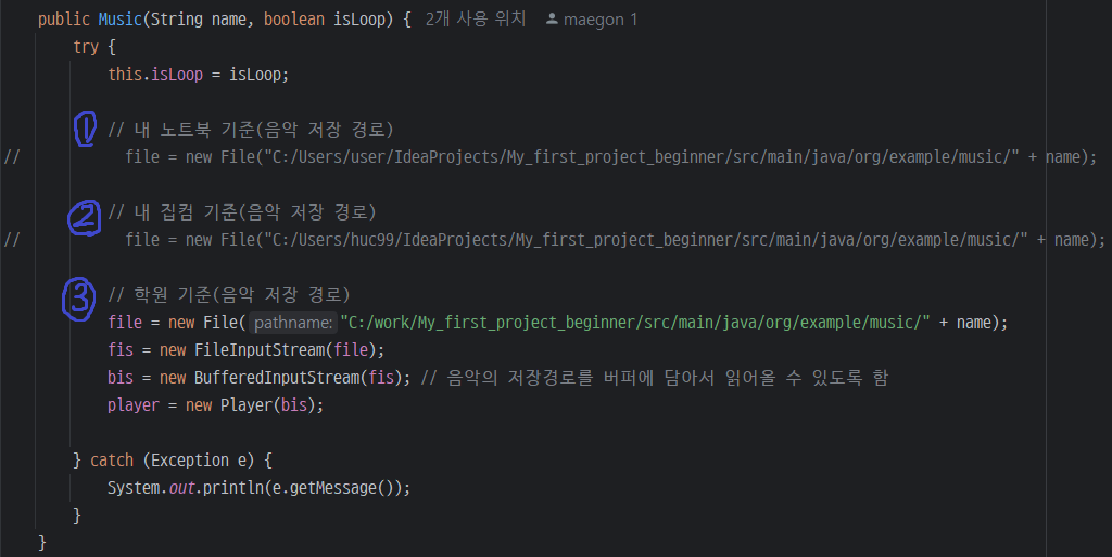 public Music(String name, boolean isLoop) { 2개 사용 위치 maegon 1
try {
this.isLoop = isLoop;
① // 내 노트북 기준(음악 저장 경로)
// file = new File("C:/Users/user/IdeaProjects/My_first_project_beginner/src/main/java/org/example/music/" + name);
② // 내 집컴 기준(음악 저장 경로)
// file = new File("C:/Users/huc99/IdeaProjects/My_first_project_beginner/src/main/java/org/example/music/" + name);
③ // 학원 기준(음악 저장 경로)
file = new File( pathname: "C:/work/My_first_project_beginner/src/main/java/org/example/music/" + name);
fis = new FileInputStream(file);
bis = new BufferedInputStream(fis); // 음악의 저장경로를 버퍼에 담아서 읽어올 수 있도록 함
player = new Player(bis);
} catch (Exception e) {
System.out.println(e.getMessage());
}
}